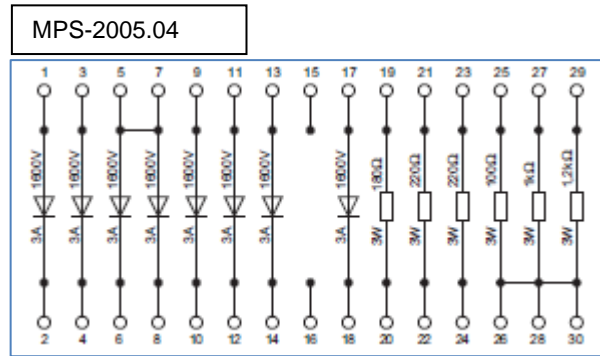 MPS-2005.04
1 3 5 7 9 11 13 15 17 19 21 23 25 27 29
1600V 1600V 1600V 1600V 1600V 1600V 1600V 1600V 180Ω 220Ω 220Ω 100Ω 1kΩ 1,2kΩ
3A 3A 3A 3A 3A 3A 3A 3A 3W 3W 3W 3W 3W 3W
2 4 6 8 10 12 14 16 18 20 22 24 26 28 30